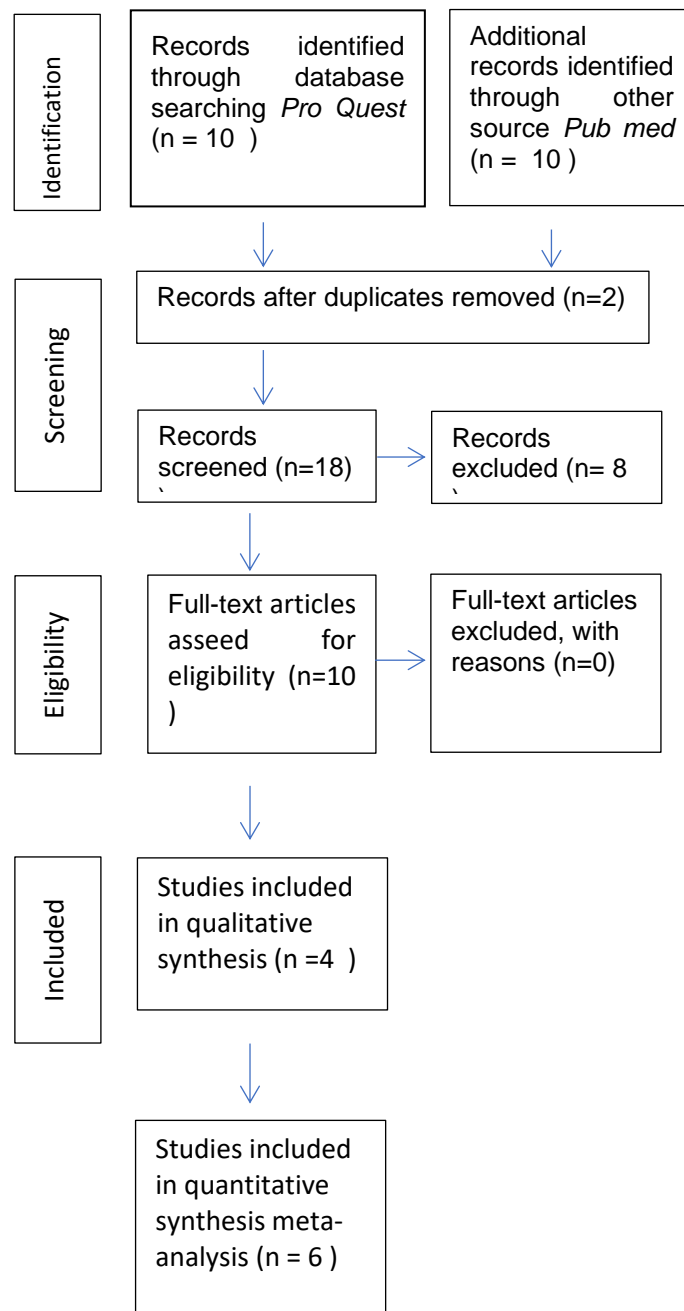 Identification
Records identified
through database
searching Pro Quest
(n = 10 )
Additional
records identified
through other
source Pub med
(n = 10 )
Screening
Records after duplicates removed (n=2)
Records
screened (n=18)
Records
excluded (n= 8
Eligibility
Full-text articles
asseed for
eligibility (n=10
)
Full-text articles
excluded, with
reasons (n=0)
Included
Studies included
in qualitative
synthesis (n =4 )
Studies included
in quantitative
synthesis meta-
analysis (n = 6 )